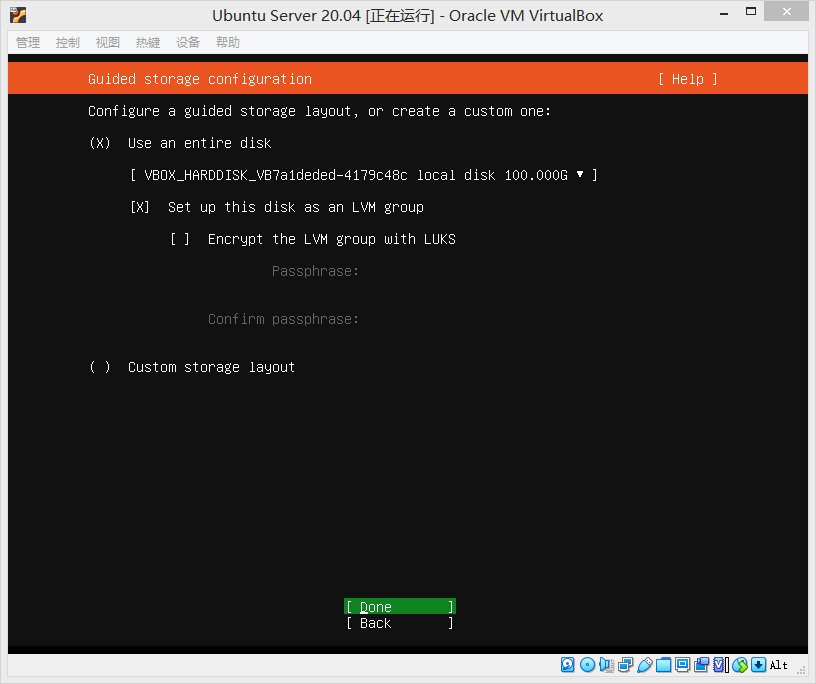 Ubuntu Server 20.04 [正在运行] - Oracle VM VirtualBox
管理 控制 视图 热键 设备 帮助
Guided storage configuration [ Help ]
Configure a guided storage layout, or create a custom one:
(X) Use an entire disk
[ VBOX_HARDDISK_VB7a1deded-4179c48c local disk 100.000G ▾ ]
[X] Set up this disk as an LVM group
[ ] Encrypt the LVM group with LUKS
Passphrase:
Confirm passphrase:
( ) Custom storage layout
[ Done ]
[ Back ]
Alt